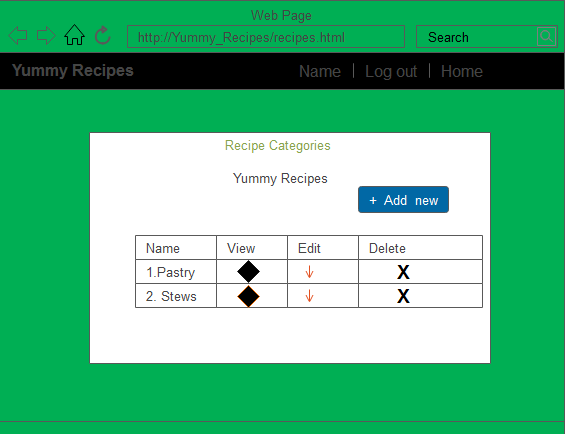 Web Page
http://Yummy_Recipes/recipes.html Search
Yummy Recipes Name Log out Home
Recipe Categories
Yummy Recipes
+ Add new
Name View Edit Delete
1.Pastry X
2. Stews X